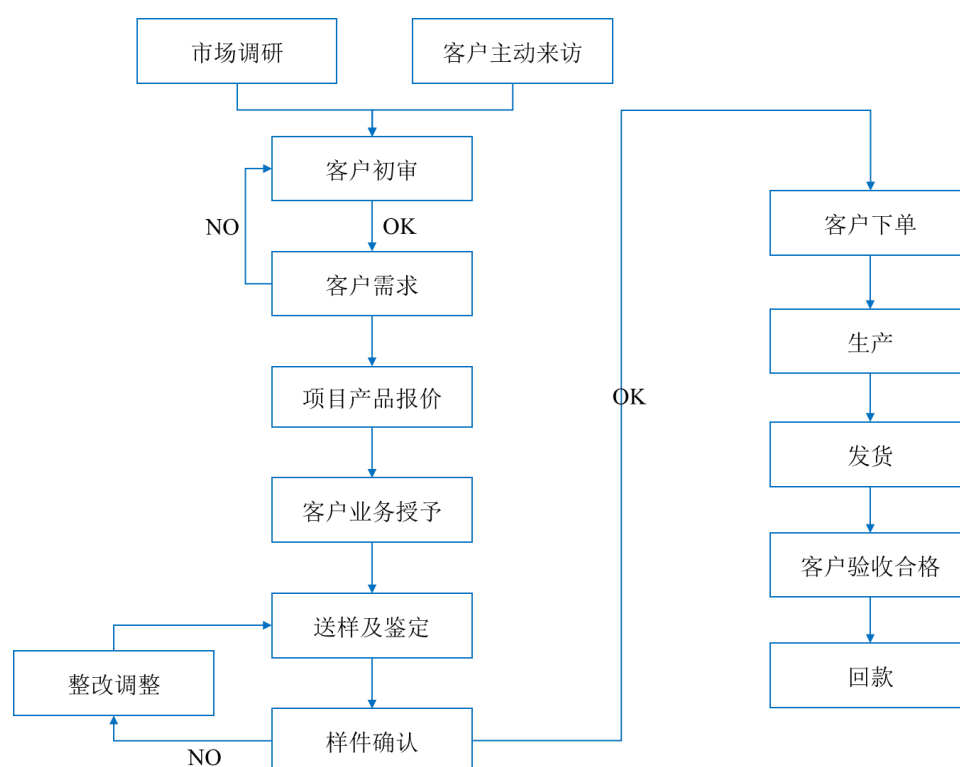 市场调研
客户主动来访
客户初审
NO
OK
客户需求
项目产品报价
客户业务授予
送样及鉴定
整改调整
样件确认
NO
OK
客户下单
生产
发货
客户验收合格
回款